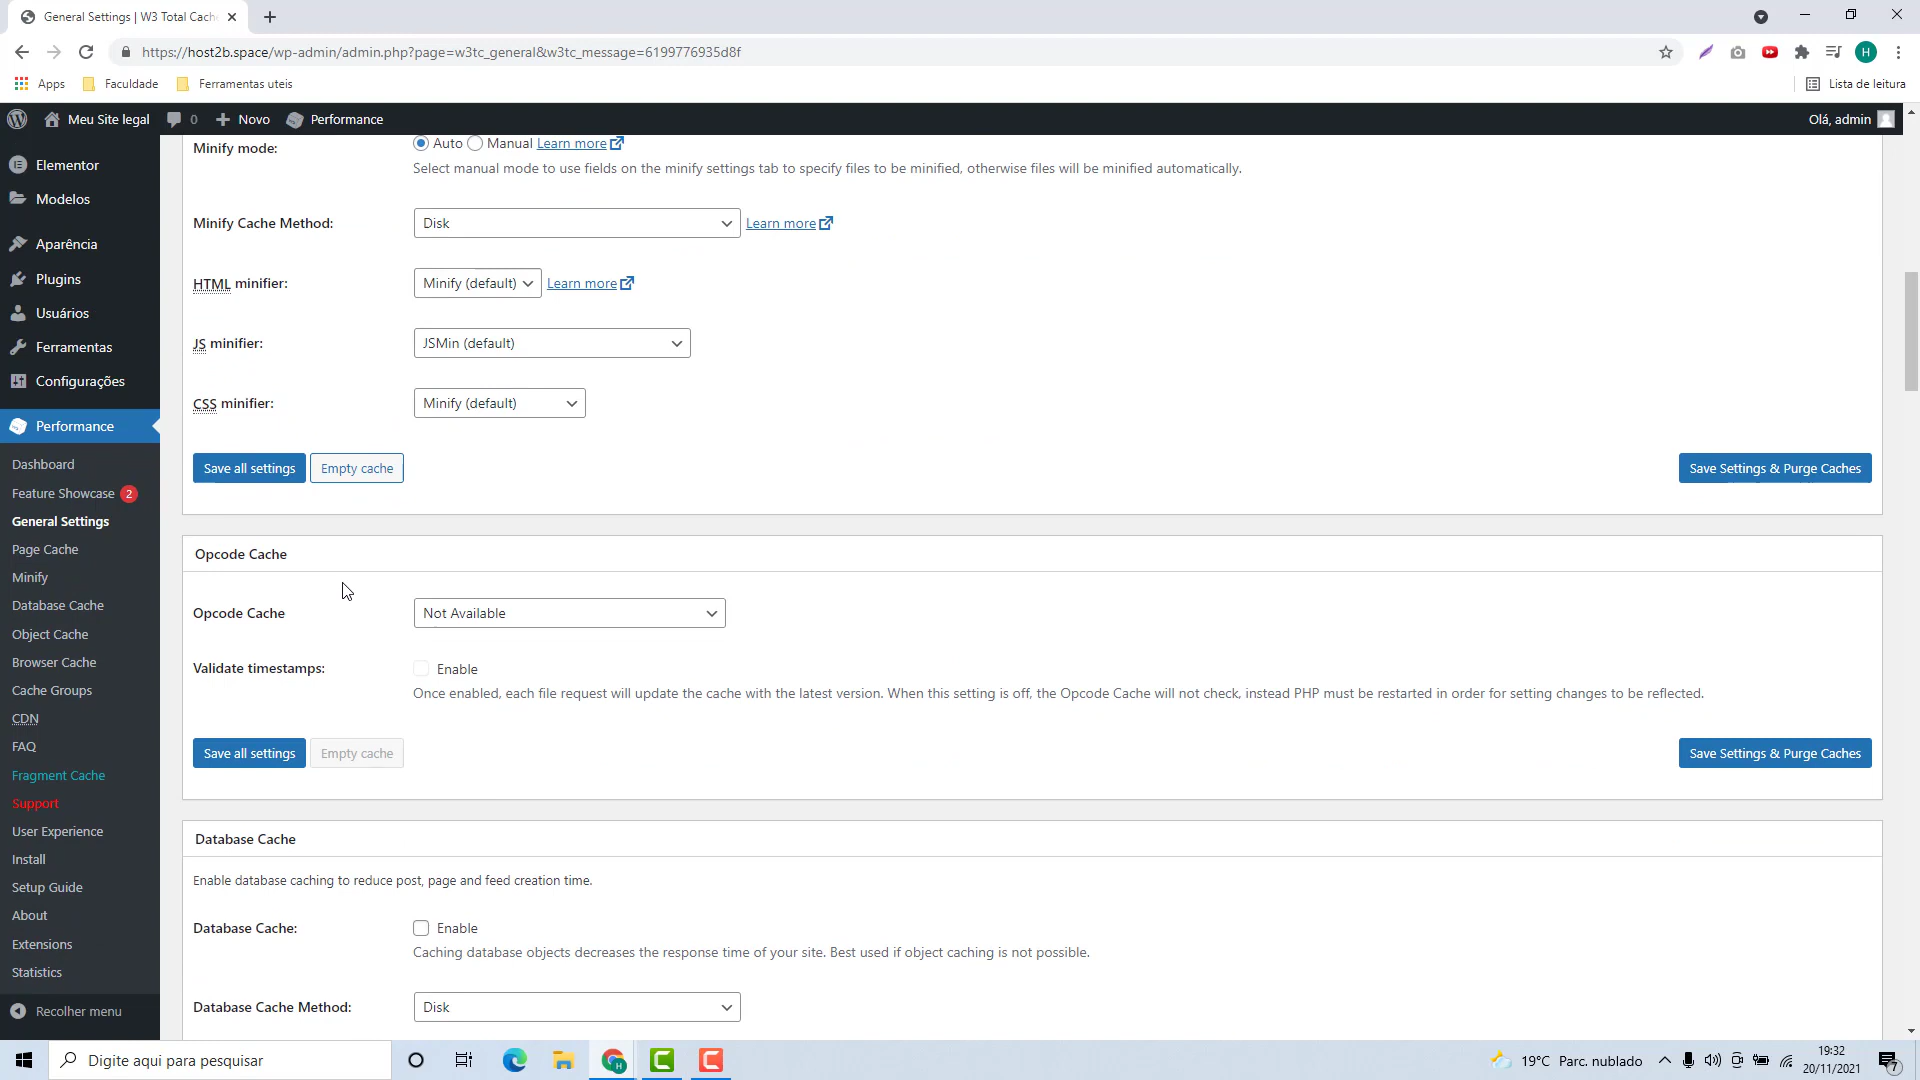 General Settings | W3 Total Cach
https://host2b.space/wp-admin/admin.php?page=w3tc_general&w3tc_message=6199776935d8f
H
Apps
Faculdade
Ferramentas uteis
Lista de leitura
Meu Site legal
0
Novo
Performance
Olá, admin
Elementor
Modelos
Aparência
Plugins
Usuários
Ferramentas
Configurações
Performance
Dashboard
Feature Showcase 2
General Settings
Page Cache
Minify
Database Cache
Object Cache
Browser Cache
Cache Groups
CDN
FAQ
Fragment Cache
Support
User Experience
Install
Setup Guide
About
Extensions
Statistics
Recolher menu
Minify mode:
Auto Manual Learn more
Select manual mode to use fields on the minify settings tab to specify files to be minified, otherwise files will be minified automatically.
Minify Cache Method:
Disk
Learn more
HTML minifier:
Minify (default)
Learn more
JS minifier:
JSMin (default)
CSS minifier:
Minify (default)
Save all settings
Empty cache
Save Settings & Purge Caches
Opcode Cache
Opcode Cache
Not Available
Validate timestamps:
Enable
Once enabled, each file request will update the cache with the latest version. When this setting is off, the Opcode Cache will not check, instead PHP must be restarted in order for setting changes to be reflected.
Save all settings
Empty cache
Save Settings & Purge Caches
Database Cache
Enable database caching to reduce post, page and feed creation time.
Database Cache:
Enable
Caching database objects decreases the response time of your site. Best used if object caching is not possible.
Database Cache Method:
Disk
Digite aqui para pesquisar
H
19°C Parc. nublado
19:32
20/11/2021
7